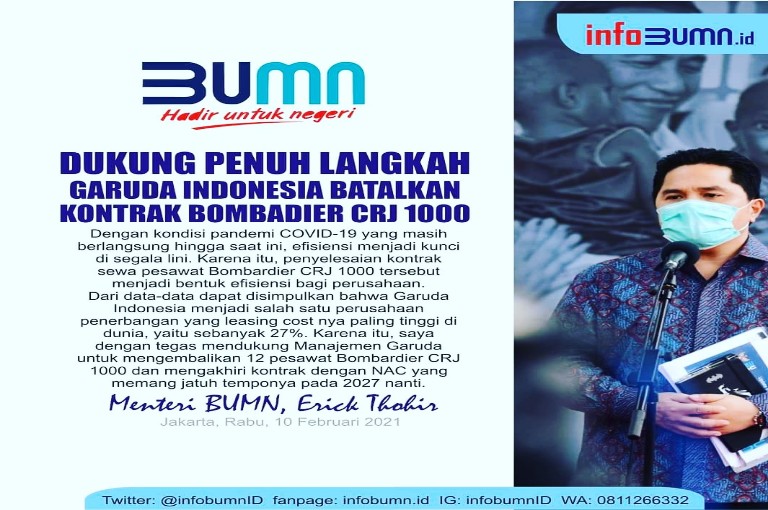 infoBUMN.id
BUMN
Hadir untuk negeri
DUKUNG PENUH LANGKAH
GARUDA INDONESIA BATALKAN
KONTRAK BOMBADIER CRJ 1000
Dengan kondisi pandemi COVID-19 yang masih
berlangsung hingga saat ini, efisiensi menjadi kunci
di segala lini. Karena itu, penyelesaian kontrak
sewa pesawat Bombardier CRJ 1000 tersebut
menjadi bentuk efisiensi bagi perusahaan.
Dari data-data dapat disimpulkan bahwa Garuda
Indonesia menjadi salah satu perusahaan
penerbangan yang leasing cost nya paling tinggi di
dunia, yaitu sebanyak 27%. Karena itu, saya
dengan tegas mendukung Manajemen Garuda
untuk mengembalikan 12 pesawat Bombardier CRJ
1000 dan mengakhiri kontrak dengan NAC yang
memang jatuh temponya pada 2027 nanti.
Menteri BUMN, Erick Thohir
Jakarta, Rabu, 10 Februari 2021
Twitter: @infobumnID fanpage: infobumn.id IG: infobumnID WA: 0811266332